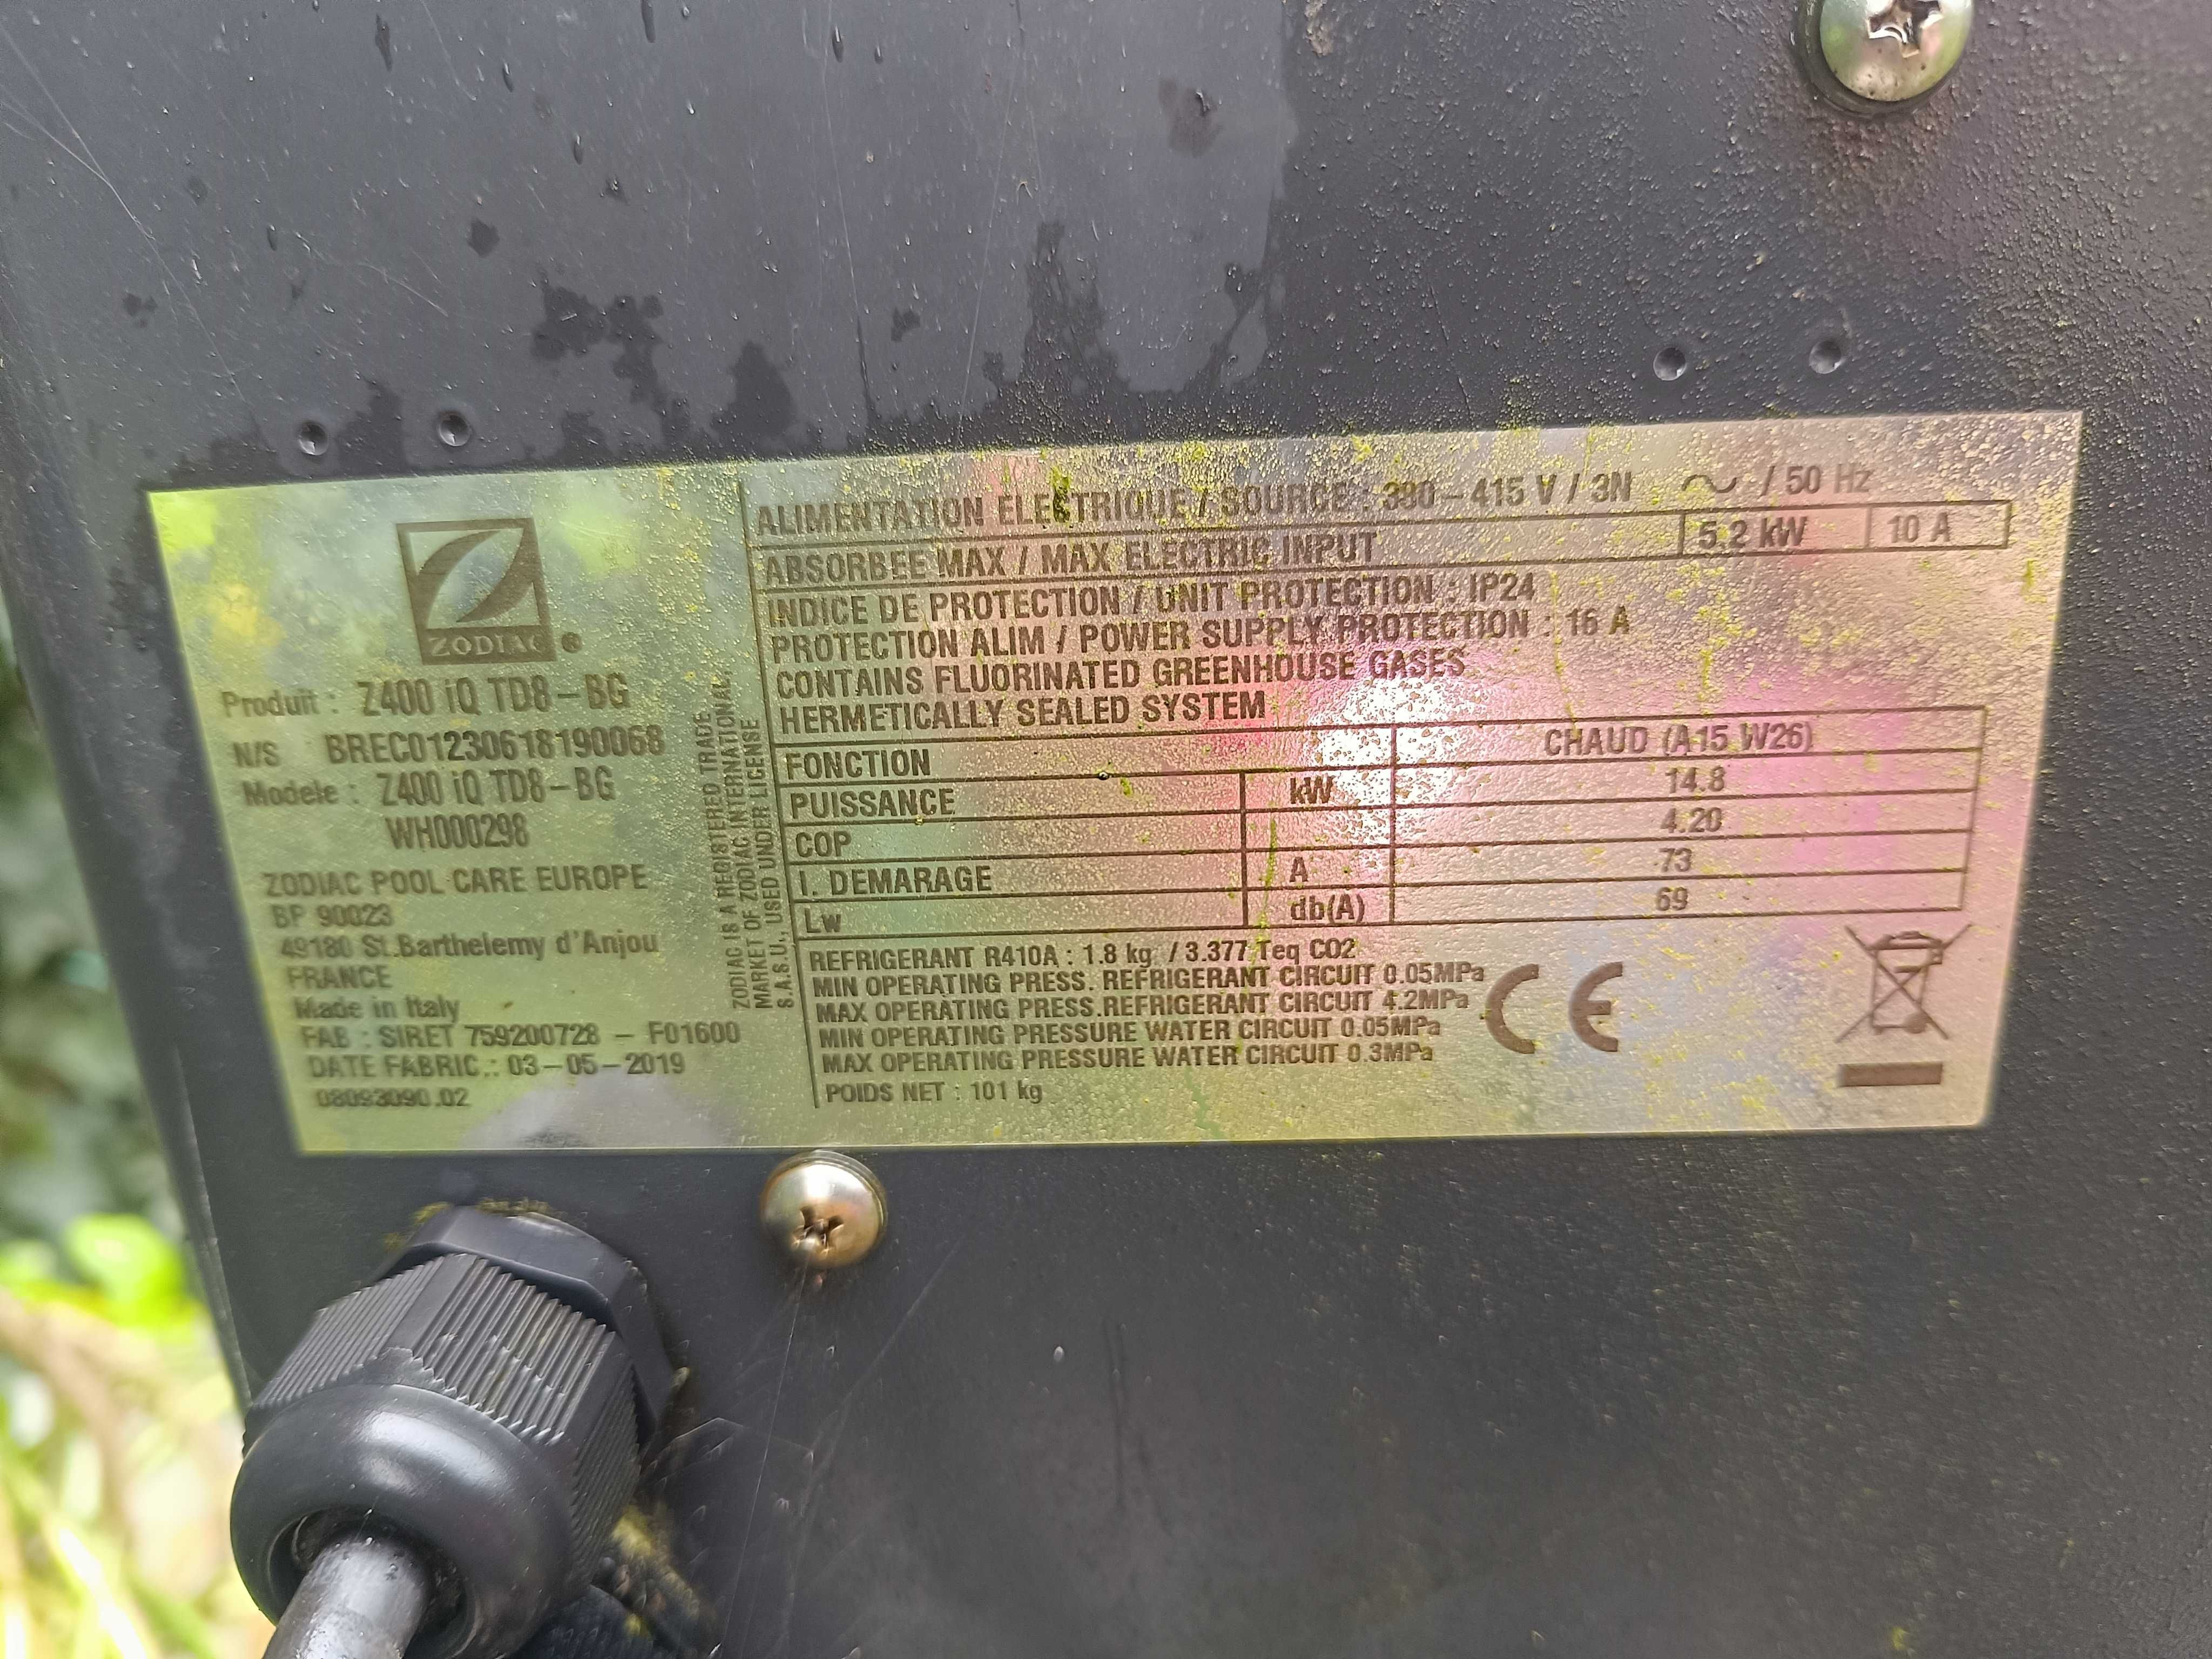 ZODIAC ®
Produit : Z400 iQ TD8-BG
N/S BREC01230618190068
Modele : Z400 iQ TD8-BG
WH000298
ZODIAC POOL CARE EUROPE
BP 90023
49180 St.Barthelemy d'Anjou
FRANCE
Made in Italy
FAB : SIRET 759200728 - F01600
DATE FABRIC.: 03-05-2019
08093090.02
ZODIAC IS A REGISTERED TRADE
MARKET OF ZODIAC INTERNATIONAL,
S.A.S.U., USED UNDER LICENSE
ALIMENTATION ELECTRIQUE / SOURCE : 380-415 V / 3N ~ / 50 Hz
ABSORBEE MAX / MAX ELECTRIC INPUT 5.2 kW 10 A
INDICE DE PROTECTION / UNIT PROTECTION : IP24
PROTECTION ALIM / POWER SUPPLY PROTECTION : 16 A
CONTAINS FLUORINATED GREENHOUSE GASES
HERMETICALLY SEALED SYSTEM
FONCTION CHAUD (A15 W26)
PUISSANCE kW 14.8
COP 4.20
I. DEMARAGE A 73
Lw db(A) 69
REFRIGERANT R410A : 1.8 kg / 3.377 Teq CO2
MIN OPERATING PRESS. REFRIGERANT CIRCUIT 0.05MPa
MAX OPERATING PRESS.REFRIGERANT CIRCUIT 4.2MPa
MIN OPERATING PRESSURE WATER CIRCUIT 0.05MPa
MAX OPERATING PRESSURE WATER CIRCUIT 0.3MPa
POIDS NET : 101 kg
CE